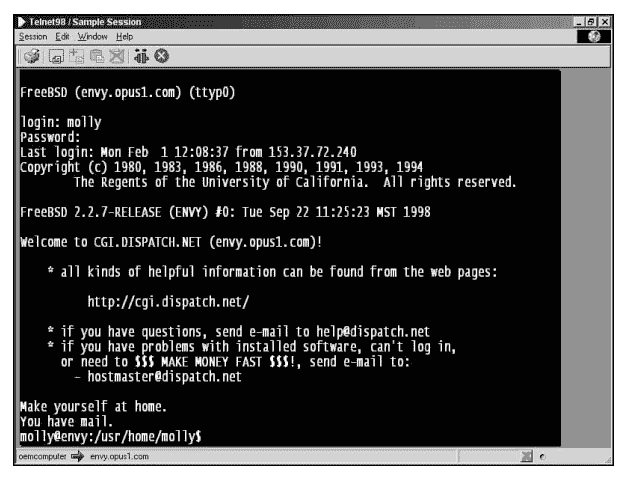 Telnet98 / Sample Session
Session Edit Window Help
FreeBSD (envy.opus1.com) (ttyp0)
login: molly
Password:
Last login: Mon Feb 1 12:08:37 from 153.37.72.240
Copyright (c) 1980, 1983, 1986, 1988, 1990, 1991, 1993, 1994
The Regents of the University of California. All rights reserved.
FreeBSD 2.2.7-RELEASE (ENVY) #0: Tue Sep 22 11:25:23 MST 1998
Welcome to CGI.DISPATCH.NET (envy.opus1.com)!
* all kinds of helpful information can be found from the web pages:
http://cgi.dispatch.net/
* if you have questions, send e-mail to help@dispatch.net
* if you have problems with installed software, can't log in,
or need to $$$ MAKE MONEY FAST $$$!, send e-mail to:
- hostmaster@dispatch.net
Make yourself at home.
You have mail.
molly@envy:/usr/home/molly$
oemcomputer envy.opus1.com